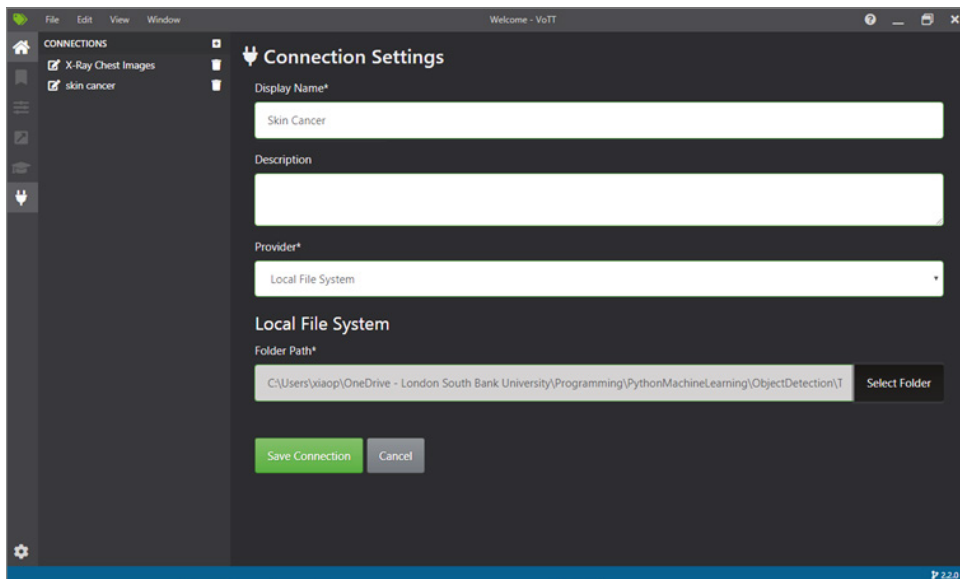 File Edit View Window Welcome - VoTT
CONNECTIONS
X-Ray Chest Images
skin cancer
Connection Settings
Display Name*
Skin Cancer
Description
Provider*
Local File System
Local File System
Folder Path*
C:\Users\xiaop\OneDrive - London South Bank University\Programming\PythonMachineLearning\ObjectDetection\T
Select Folder
Save Connection Cancel
2.2.0